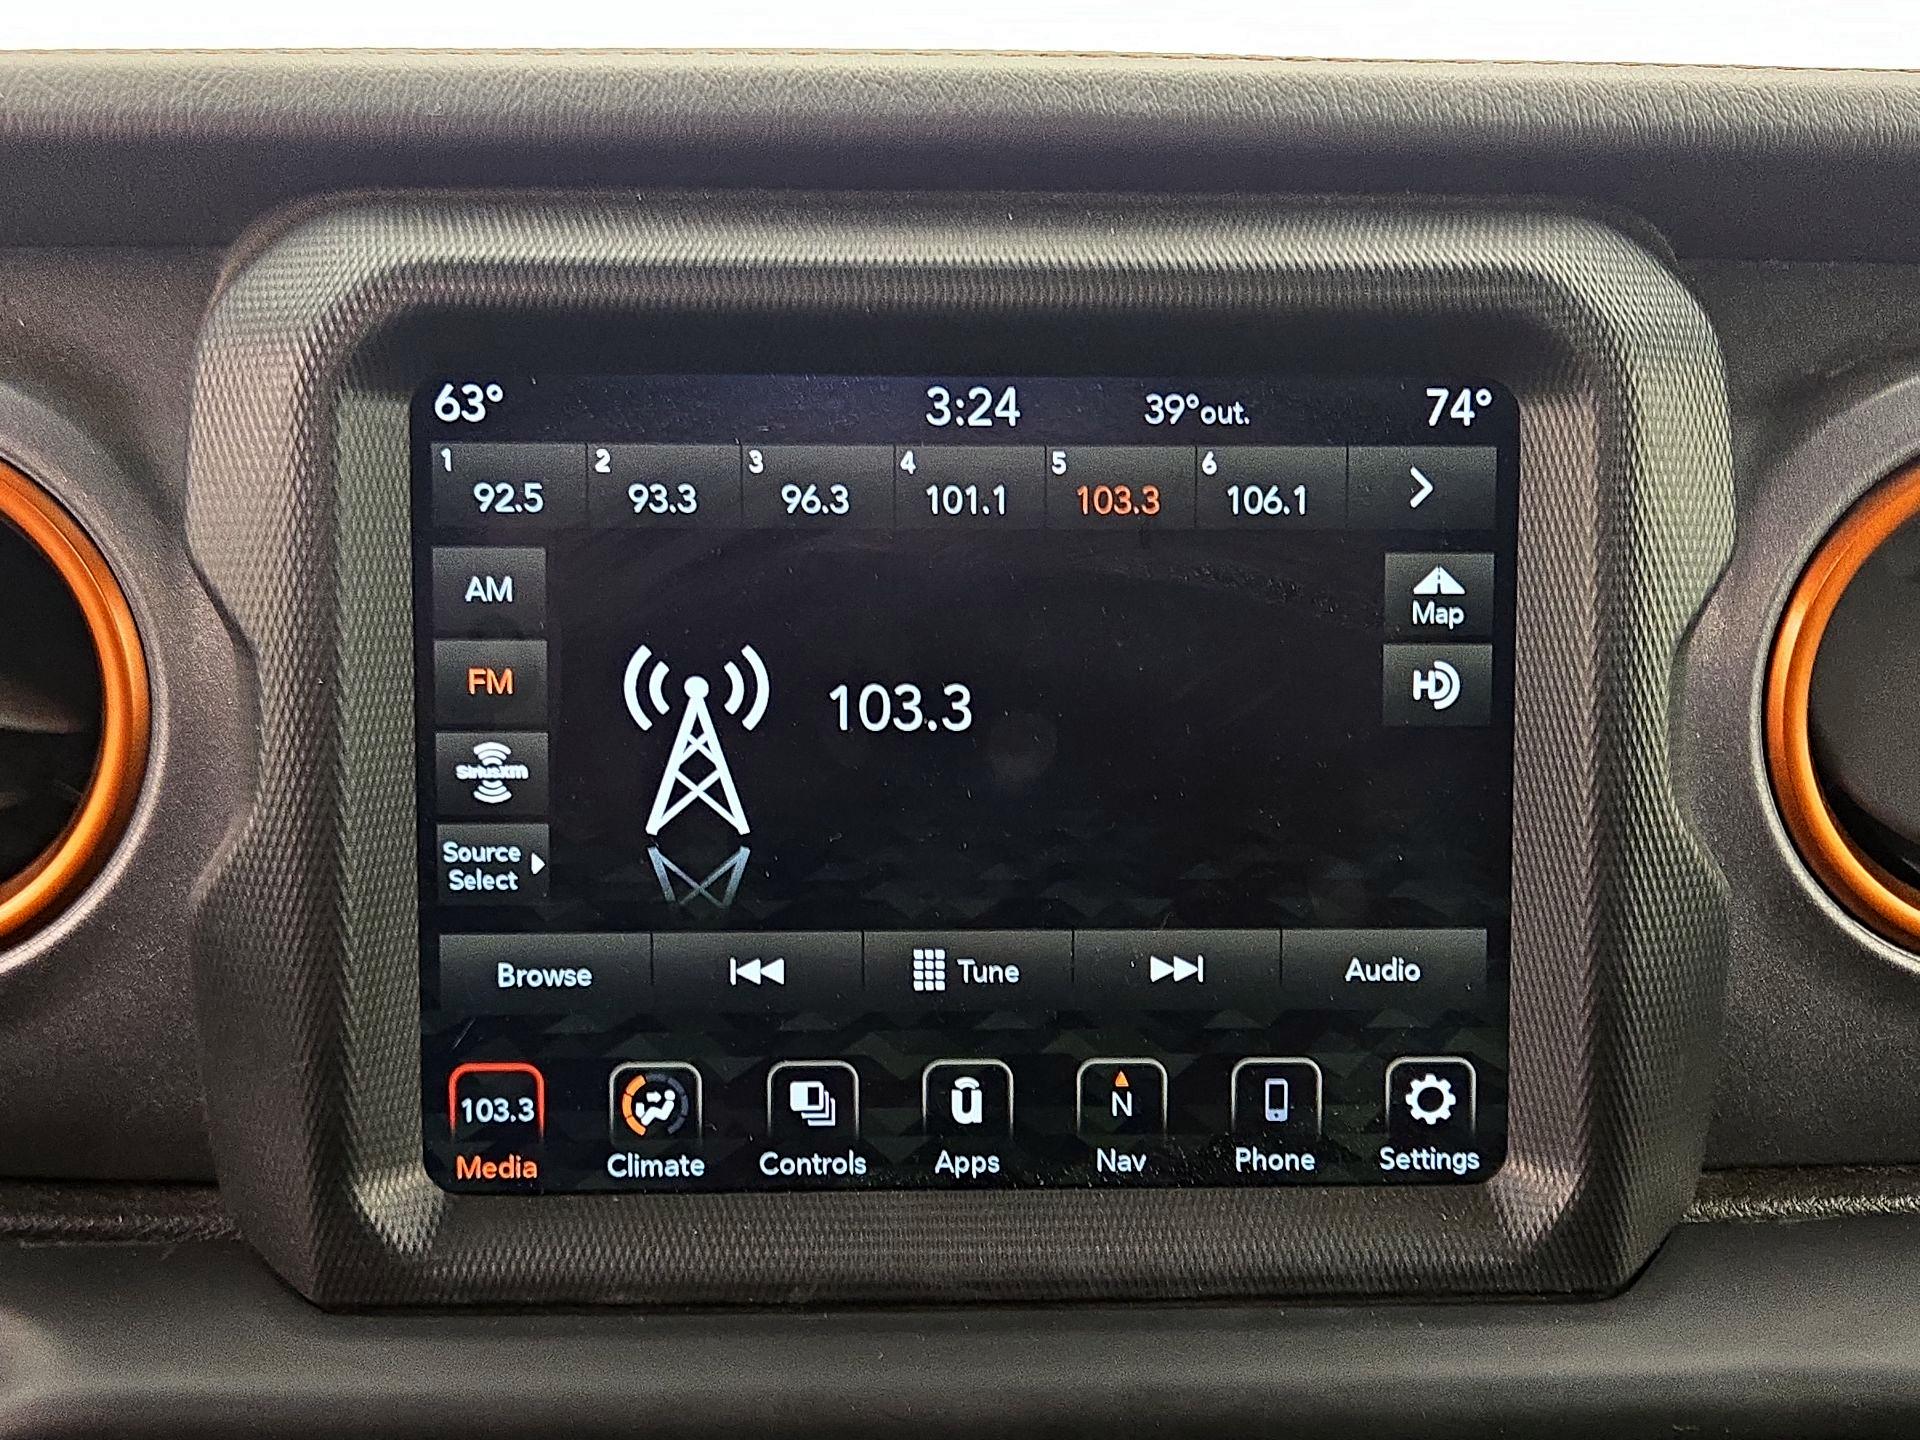 63° 3:24 39°out. 74°
1 2 3 4 5 6
92.5 93.3 96.3 101.1 103.3 106.1
AM
Map
FM
HD
103.3
siriusxm
Source
Select
Browse Tune Audio
103.3 u N
Media Climate Controls Apps Nav Phone Settings